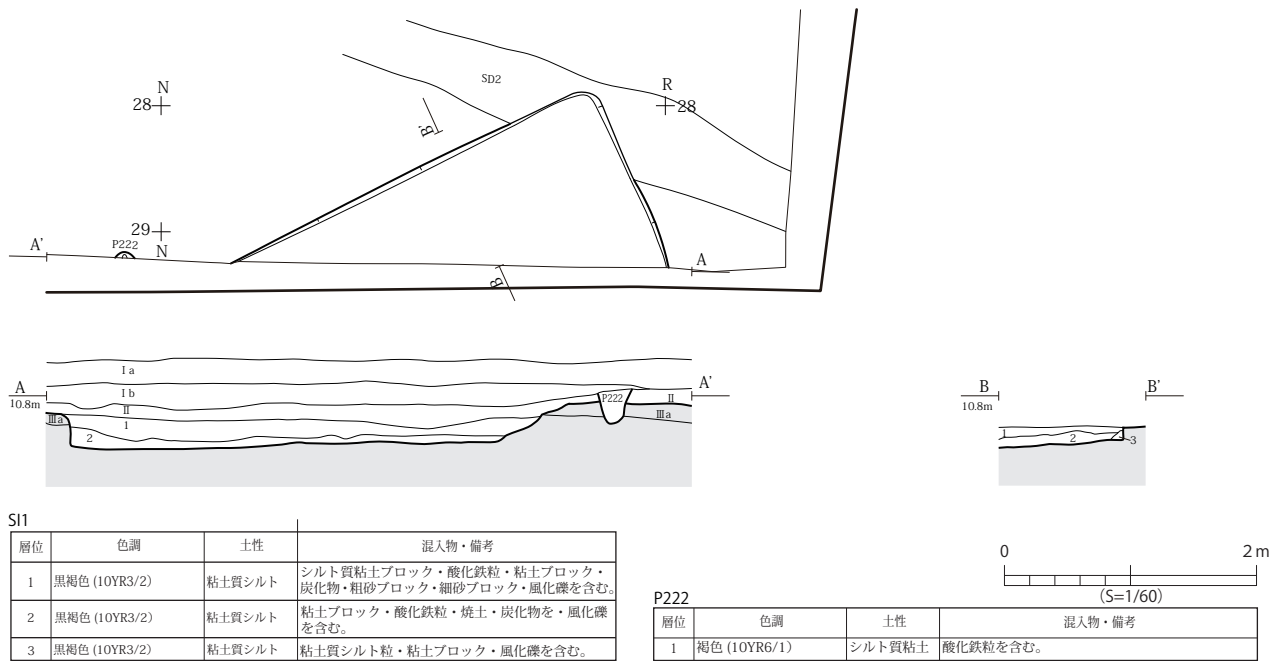 SD2
N
28
R
28
B'
29
N
P222
A'
A
B
Ⅰa
A
10.8m
Ⅰb
Ⅱ
Ⅲa
1
2
P222
Ⅱ
Ⅲa
A'
B
10.8m
B'
1
2
3
SI1
層位 色調 土性 混入物・備考
1 黒褐色 (10YR3/2) 粘土質シルト シルト質粘土ブロック・酸化鉄粒・粘土ブロック・
炭化物・粗砂ブロック・細砂ブロック・風化礫を含む。
2 黒褐色 (10YR3/2) 粘土質シルト 粘土ブロック・酸化鉄粒・焼土・炭化物を・風化礫
を含む。
3 黒褐色 (10YR3/2) 粘土質シルト 粘土質シルト粒・粘土ブロック・風化礫を含む。
0 2m
(S=1/60)
P222
層位 色調 土性 混入物・備考
1 褐色 (10YR6/1) シルト質粘土 酸化鉄粒を含む。